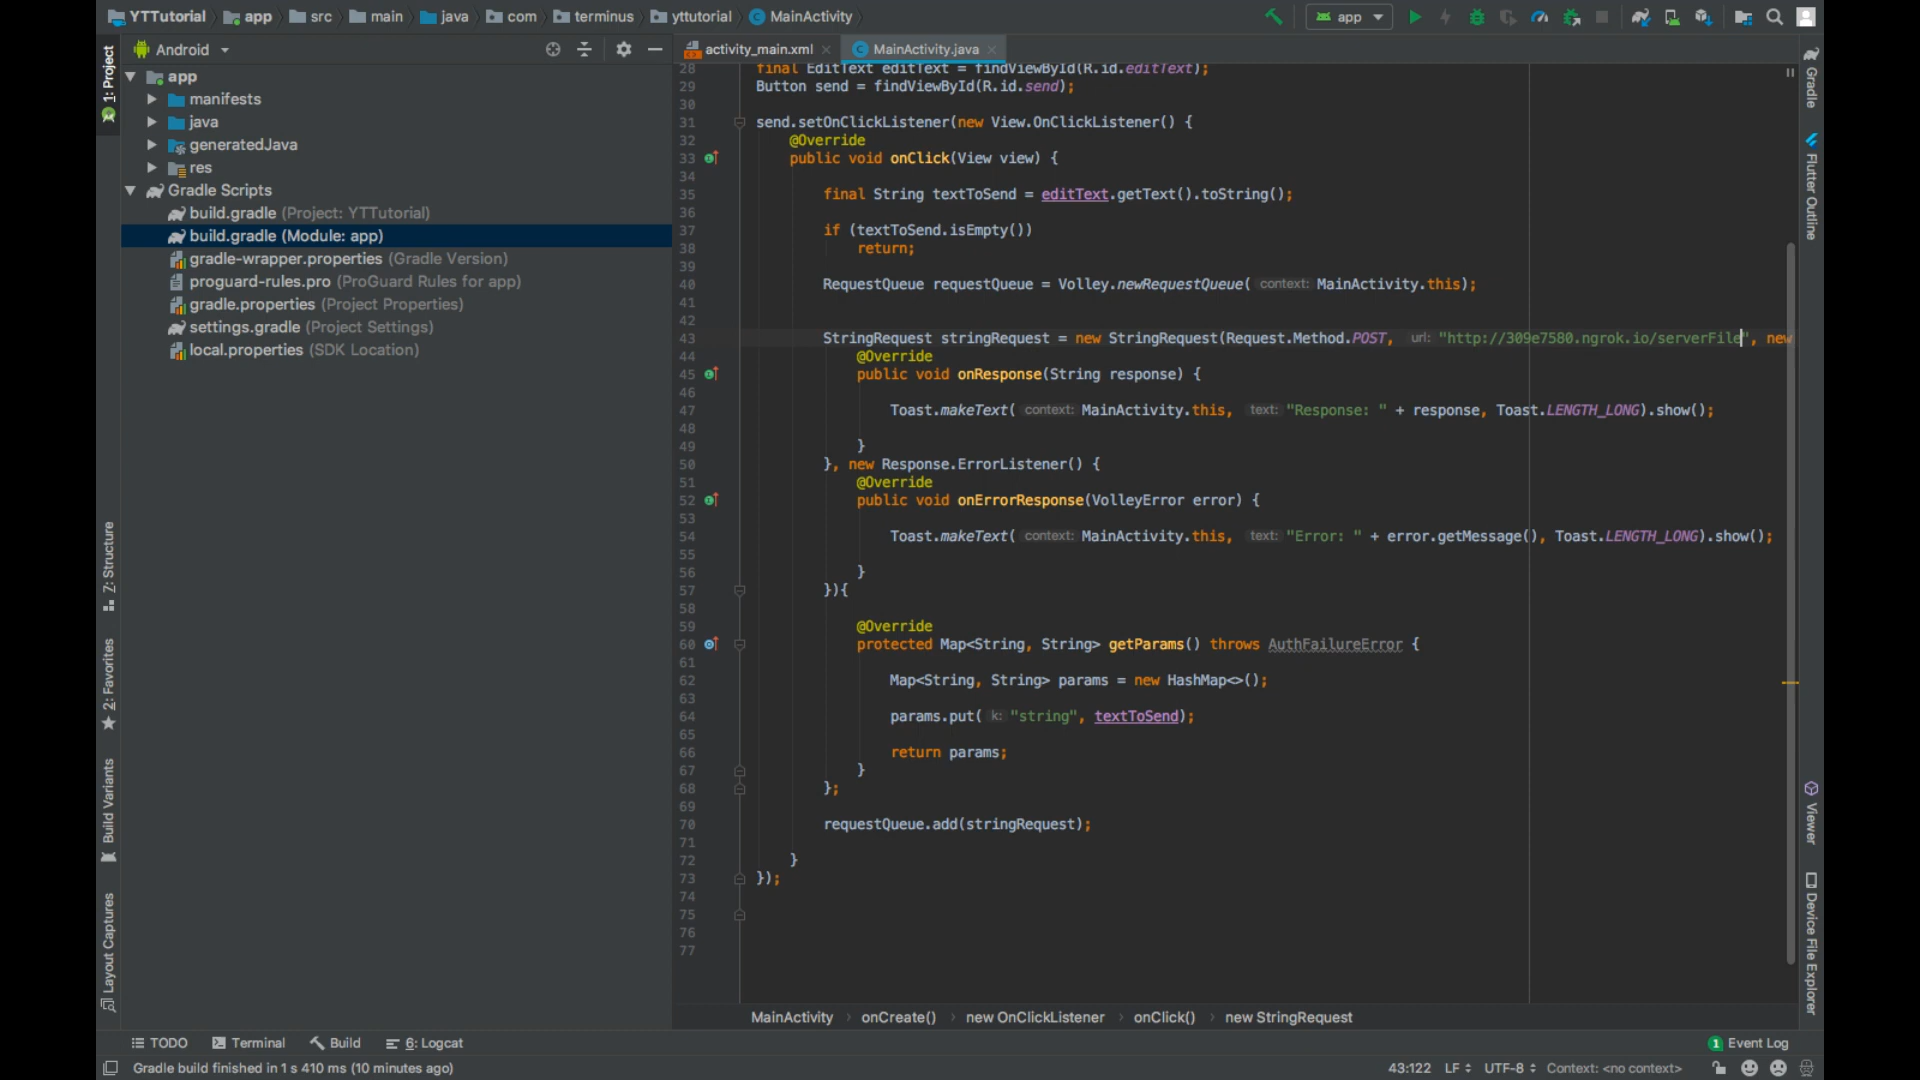 YTTutorial app src main java com terminus yttutorial MainActivity app
1: Project
Android
activity_main.xml MainActivity.java
app
manifests
java
generatedJava
res
Gradle Scripts
build.gradle (Project: YTTutorial)
build.gradle (Module: app)
gradle-wrapper.properties (Gradle Version)
proguard-rules.pro (ProGuard Rules for app)
gradle.properties (Project Properties)
settings.gradle (Project Settings)
local.properties (SDK Location)
Z: Structure
2: Favorites
Build Variants
Layout Captures
28 final EditText editText = findViewById(R.id.editText);
29 Button send = findViewById(R.id.send);
30
31 send.setOnClickListener(new View.OnClickListener() {
32 @Override
33 public void onClick(View view) {
34
35 final String textToSend = editText.getText().toString();
36
37 if (textToSend.isEmpty())
38 return;
39
40 RequestQueue requestQueue = Volley.newRequestQueue( context: MainActivity.this);
41
42
43 StringRequest stringRequest = new StringRequest(Request.Method.POST, url: "http://309e7580.ngrok.io/serverFile", new
44 @Override
45 public void onResponse(String response) {
46
47 Toast.makeText( context: MainActivity.this, text: "Response: " + response, Toast.LENGTH_LONG).show();
48
49 }
50 }, new Response.ErrorListener() {
51 @Override
52 public void onErrorResponse(VolleyError error) {
53
54 Toast.makeText( context: MainActivity.this, text: "Error: " + error.getMessage(), Toast.LENGTH_LONG).show();
55
56 }
57 }){
58
59 @Override
60 protected Map<String, String> getParams() throws AuthFailureError {
61
62 Map<String, String> params = new HashMap<>();
63
64 params.put( k: "string", textToSend);
65
66 return params;
67 }
68 };
69
70 requestQueue.add(stringRequest);
71
72 }
73 });
74
75
76
77
Gradle
Flutter Outline
Viewer
Device File Explorer
MainActivity onCreate() new OnClickListener onClick() new StringRequest
TODO Terminal Build 6: Logcat 1 Event Log
Gradle build finished in 1 s 410 ms (10 minutes ago) 43:122 LF UTF-8 Context: <no context>